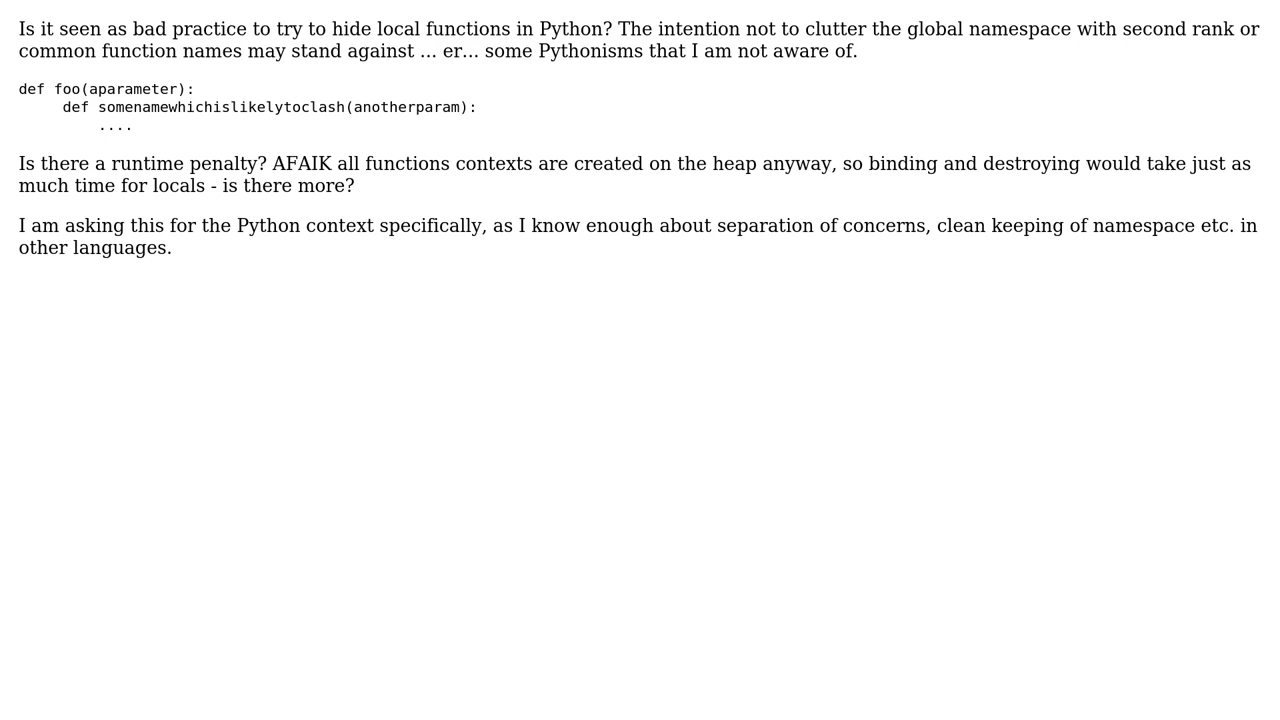 Is it seen as bad practice to try to hide local functions in Python? The intention not to clutter the global namespace with second rank or
common function names may stand against ... er... some Pythonisms that I am not aware of.
def foo(aparameter):
     def somenamewhichislikelytoclash(anotherparam):
         ....
Is there a runtime penalty? AFAIK all functions contexts are created on the heap anyway, so binding and destroying would take just as
much time for locals - is there more?
I am asking this for the Python context specifically, as I know enough about separation of concerns, clean keeping of namespace etc. in
other languages.